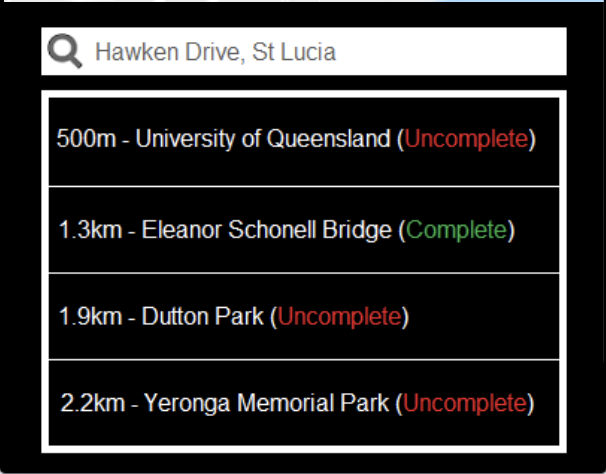 Hawken Drive, St Lucia
500m - University of Queensland (Uncomplete)
1.3km - Eleanor Schonell Bridge (Complete)
1.9km - Dutton Park (Uncomplete)
2.2km - Yeronga Memorial Park (Uncomplete)